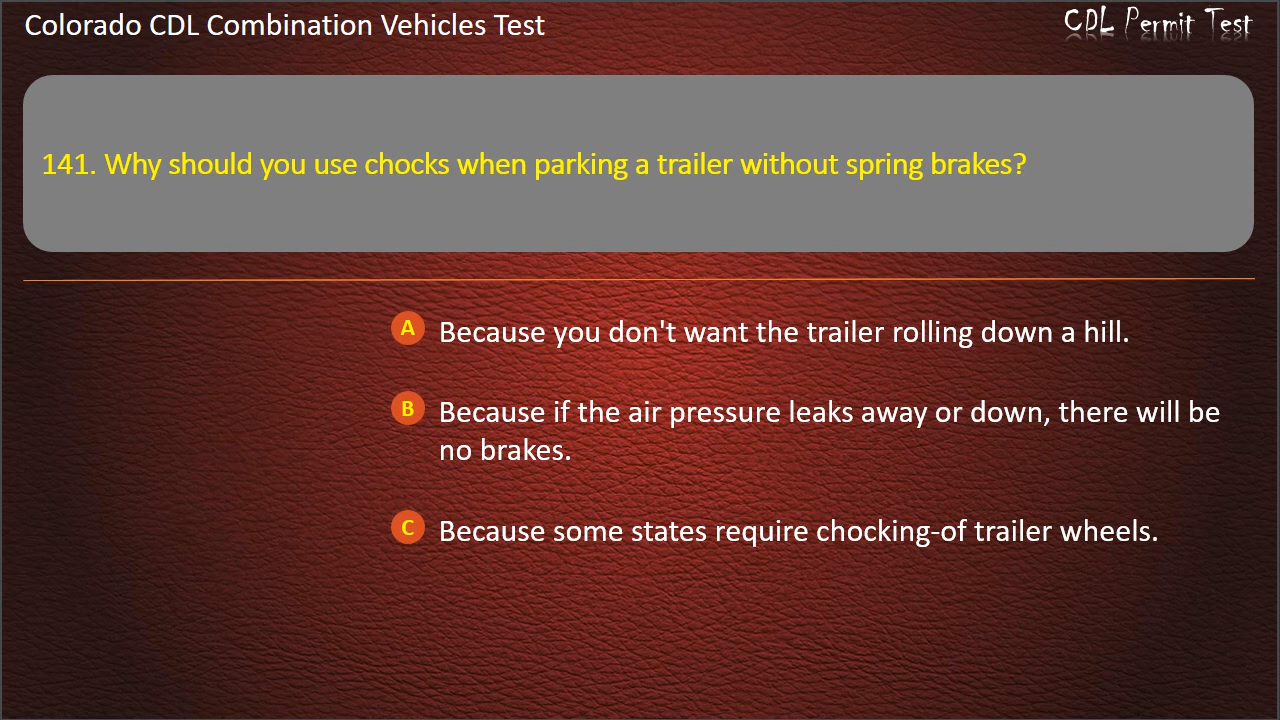 Colorado CDL Combination Vehicles Test
CDL Permit Test
141. Why should you use chocks when parking a trailer without spring brakes?
A Because you don't want the trailer rolling down a hill.
B Because if the air pressure leaks away or down, there will be
no brakes.
C Because some states require chocking-of trailer wheels.